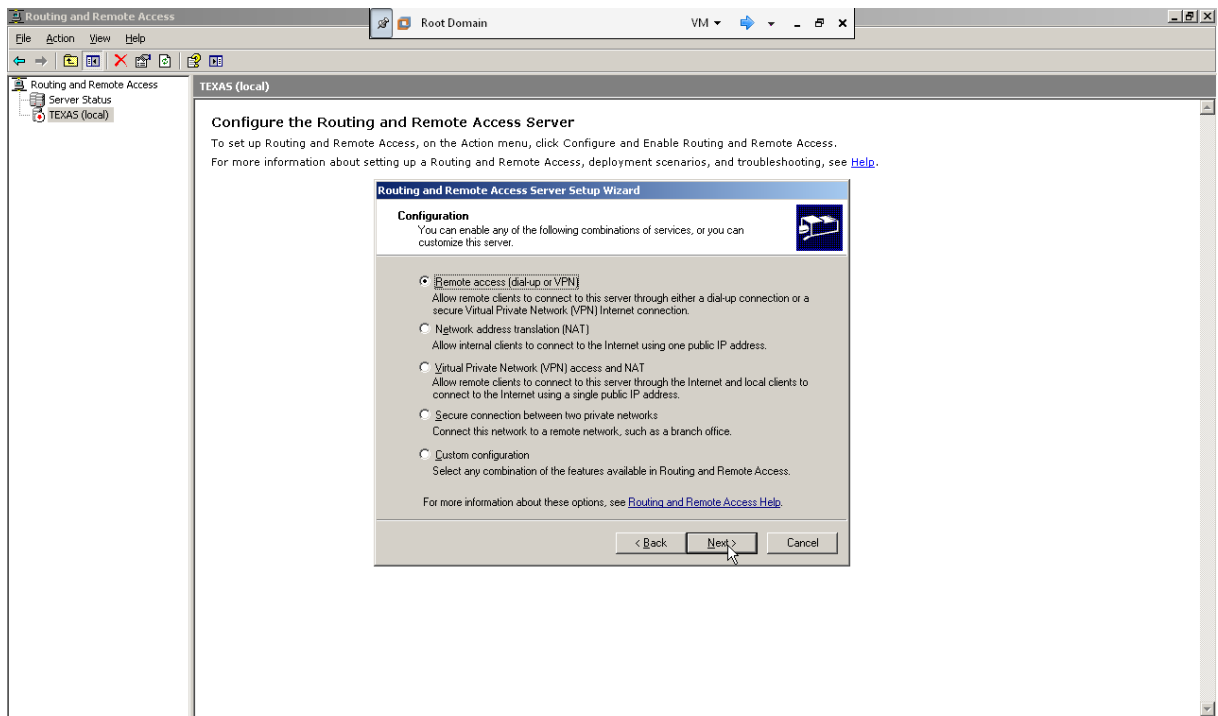 Routing and Remote Access
Root Domain
VM
File Action View Help
Routing and Remote Access
Server Status
TEXAS (local)
TEXAS (local)
Configure the Routing and Remote Access Server
To set up Routing and Remote Access, on the Action menu, click Configure and Enable Routing and Remote Access.
For more information about setting up a Routing and Remote Access, deployment scenarios, and troubleshooting, see Help.
Routing and Remote Access Server Setup Wizard
Configuration
You can enable any of the following combinations of services, or you can
customize this server.
Remote access (dial-up or VPN)
Allow remote clients to connect to this server through either a dial-up connection or a
secure Virtual Private Network (VPN) Internet connection.
Network address translation (NAT)
Allow internal clients to connect to the Internet using one public IP address.
Virtual Private Network (VPN) access and NAT
Allow remote clients to connect to this server through the Internet and local clients to
connect to the Internet using a single public IP address.
Secure connection between two private networks
Connect this network to a remote network, such as a branch office.
Custom configuration
Select any combination of the features available in Routing and Remote Access.
For more information about these options, see Routing and Remote Access Help.
< Back Next > Cancel